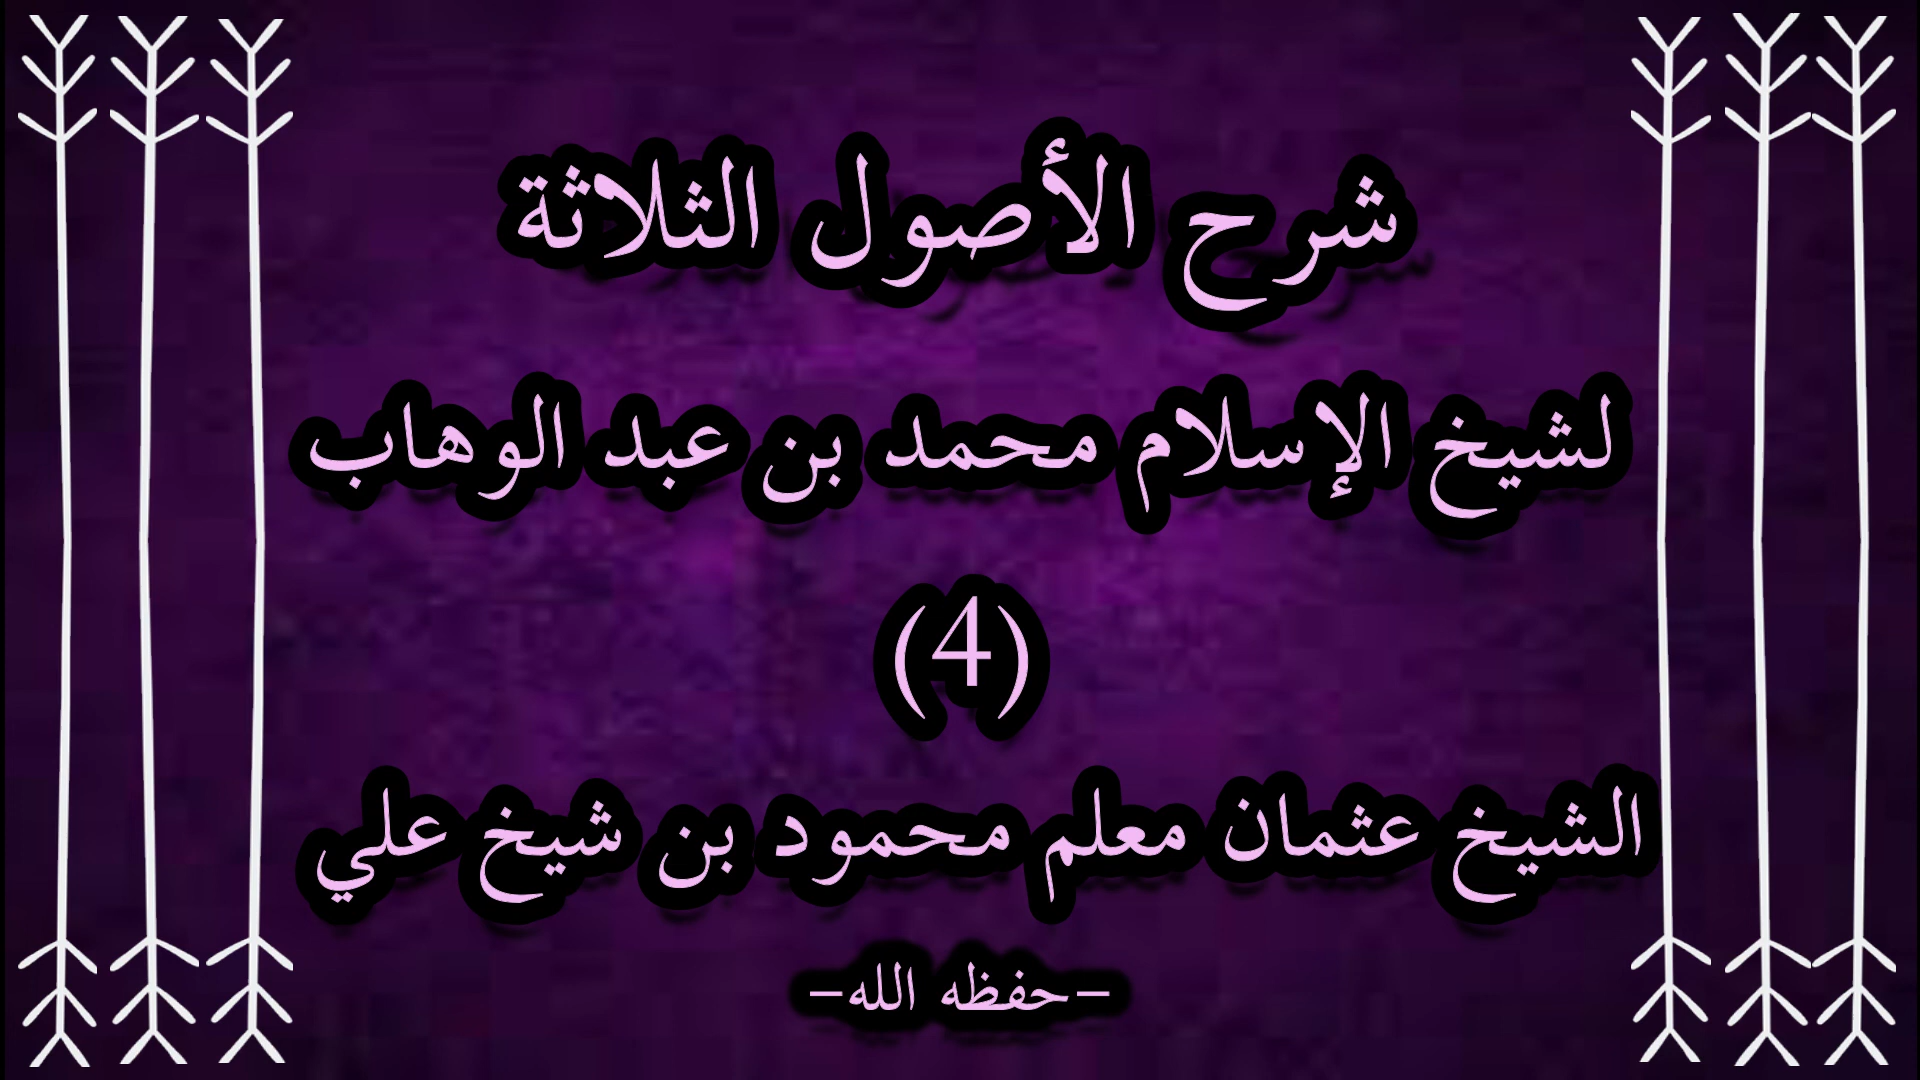 شرح الأصول الثلاثة
لشيخ الإسلام محمد بن عبد الوهاب
(4)
الشيخ عثمان معلم محمود بن شيخ علي
–حفظه الله–